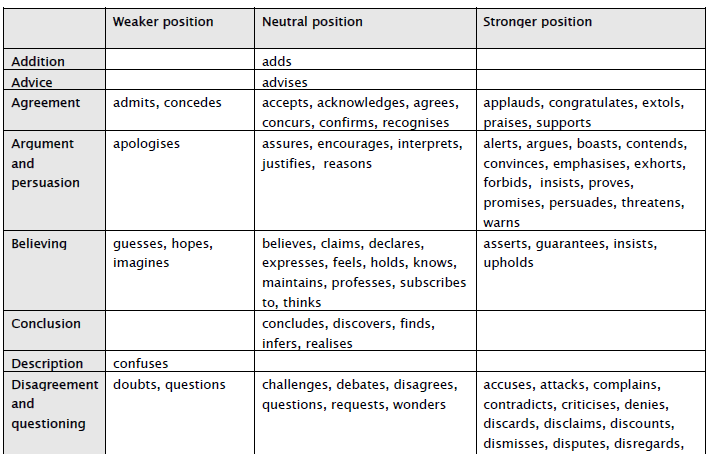 Weaker position Neutral position Stronger position
Addition adds
Advice advises
Agreement admits, concedes accepts, acknowledges, agrees, applauds, congratulates, extols,
concurs, confirms, recognises praises, supports
Argument apologises assures, encourages, interprets, alerts, argues, boasts, contends,
and justifies, reasons convinces, emphasises, exhorts,
persuasion forbids, insists, proves,
promises, persuades, threatens,
warns
Believing guesses, hopes, believes, claims, declares, asserts, guarantees, insists,
imagines expresses, feels, holds, knows, upholds
maintains, professes, subscribes
to, thinks
Conclusion concludes, discovers, finds,
infers, realises
Description confuses
Disagreement doubts, questions challenges, debates, disagrees, accuses, attacks, complains,
and questions, requests, wonders contradicts, criticises, denies,
questioning discards, disclaims, discounts,
dismisses, disputes, disregards,